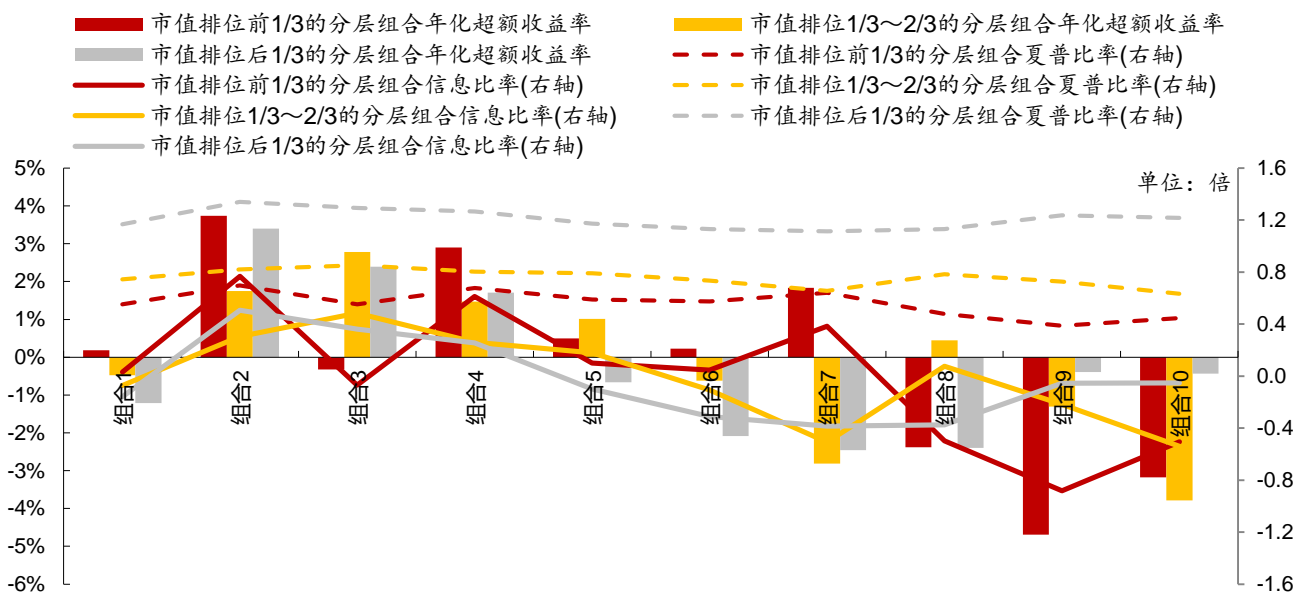 市值排位前1/3的分层组合年化超额收益率
市值排位1/3～2/3的分层组合年化超额收益率
市值排位后1/3的分层组合年化超额收益率
市值排位前1/3的分层组合夏普比率(右轴)
市值排位前1/3的分层组合信息比率(右轴)
市值排位1/3～2/3的分层组合夏普比率(右轴)
市值排位1/3～2/3的分层组合信息比率(右轴)
市值排位后1/3的分层组合夏普比率(右轴)
市值排位后1/3的分层组合信息比率(右轴)
单位：倍
5%
4%
3%
2%
1%
0%
-1%
-2%
-3%
-4%
-5%
-6%
1.6
1.2
0.8
0.4
0.0
-0.4
-0.8
-1.2
-1.6
组合1
组合2
组合3
组合4
组合5
组合6
组合7
组合8
组合9
组合10